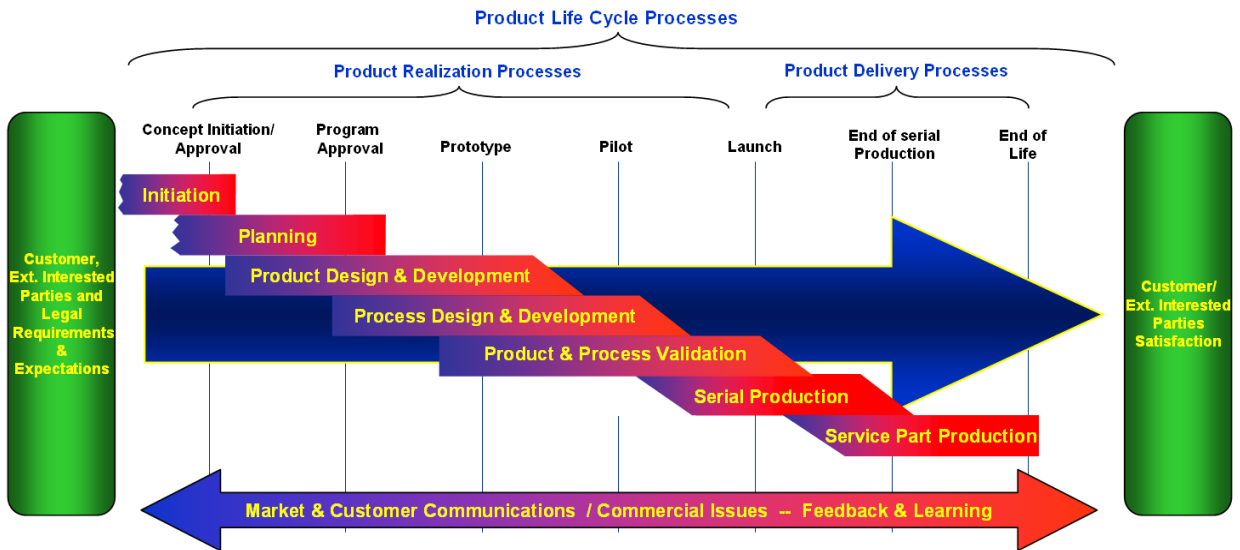 Product Life Cycle Processes
Product Realization Processes
Product Delivery Processes
Concept Initiation/
Approval
Program
Approval
Prototype
Pilot
Launch
End of serial
Production
End of
Life
Initiation
Planning
Product Design & Development
Process Design & Development
Product & Process Validation
Serial Production
Service Part Production
Customer,
Ext. Interested
Parties and
Legal
Requirements
&
Expectations
Customer/
Ext. Interested
Parties
Satisfaction
Market & Customer Communications / Commercial Issues -- Feedback & Learning